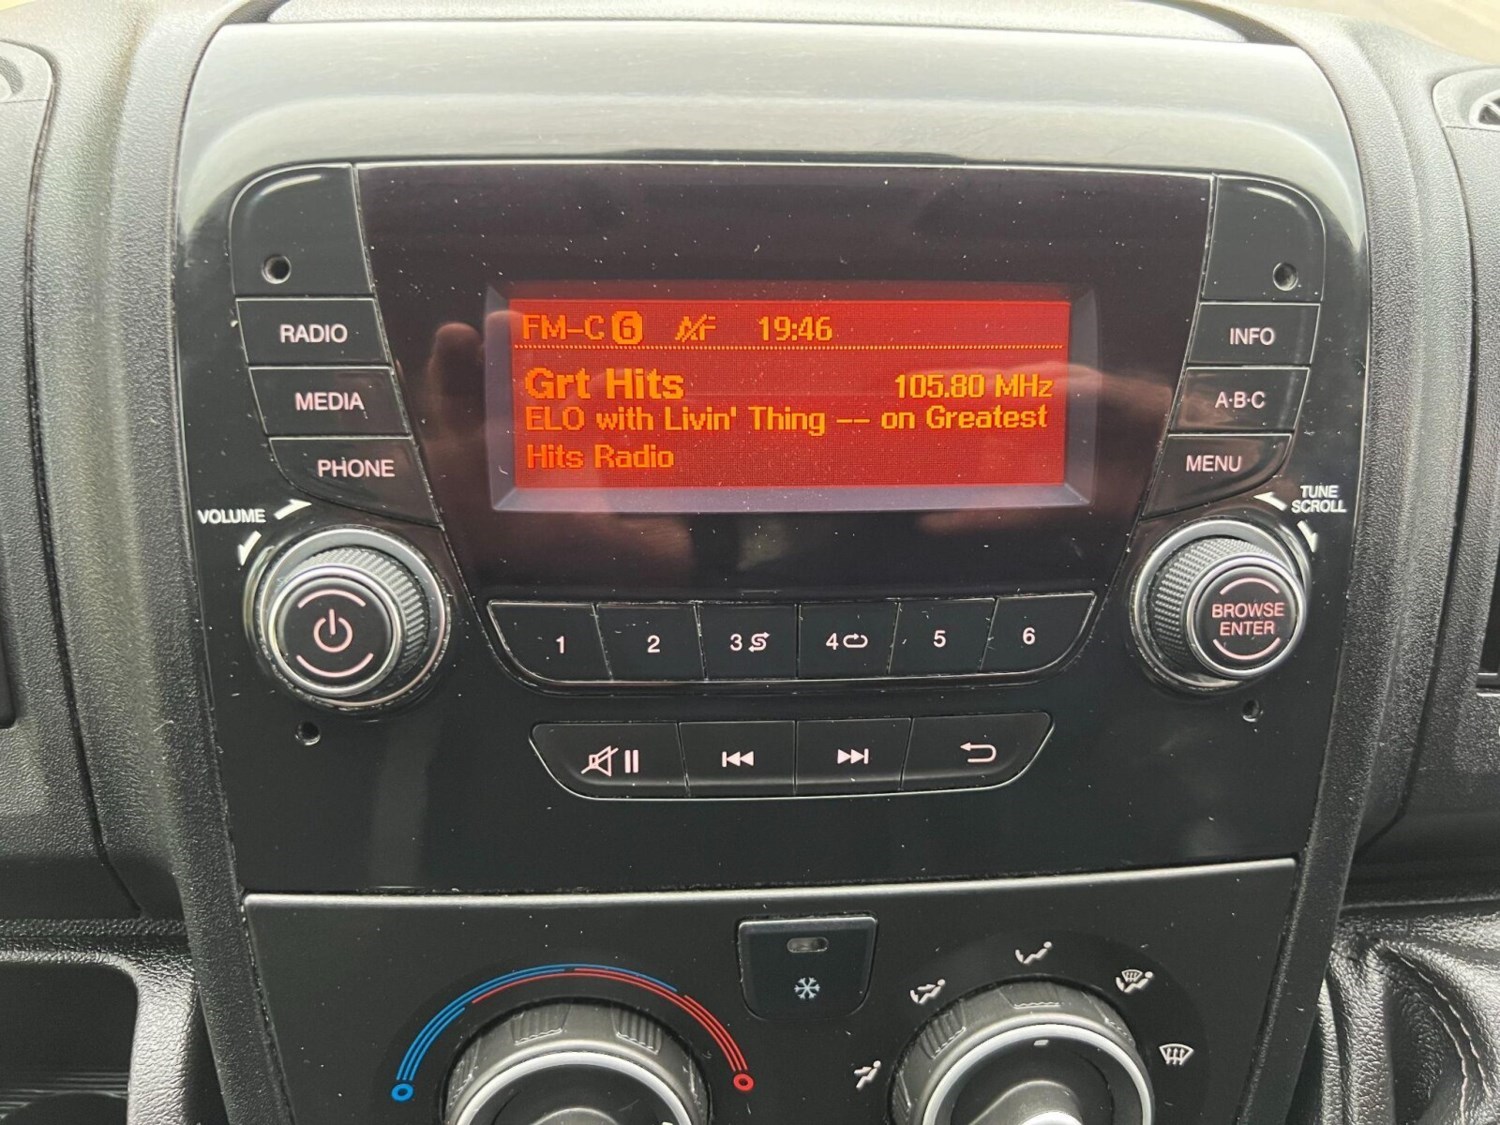 FM-C 6 AF 19:46
Grt Hits 105.80 MHz
ELO with Livin' Thing -- on Greatest
Hits Radio
RADIO
MEDIA
PHONE
VOLUME
INFO
A·B·C
MENU
TUNE
SCROLL
BROWSE
ENTER
1 2 3 4 5 6